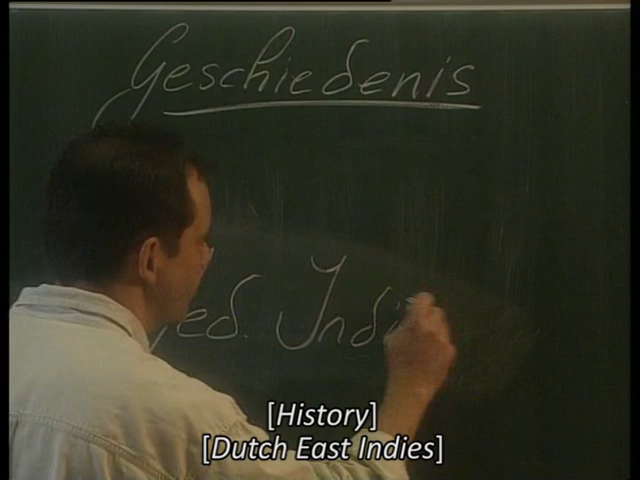 Geschiedenis
Ned. Indi
[History]
[Dutch East Indies]